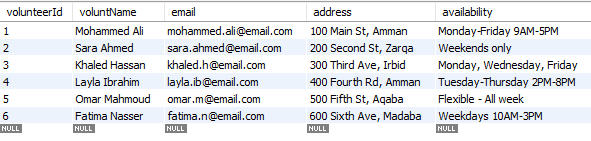 volunteerId voluntName email address availability
1 Mohammed Ali mohammed.ali@email.com 100 Main St, Amman Monday-Friday 9AM-5PM
2 Sara Ahmed sara.ahmed@email.com 200 Second St, Zarqa Weekends only
3 Khaled Hassan khaled.h@email.com 300 Third Ave, Irbid Monday, Wednesday, Friday
4 Layla Ibrahim layla.ib@email.com 400 Fourth Rd, Amman Tuesday-Thursday 2PM-8PM
5 Omar Mahmoud omar.m@email.com 500 Fifth St, Aqaba Flexible - All week
6 Fatima Nasser fatima.n@email.com 600 Sixth Ave, Madaba Weekdays 10AM-3PM
NULL NULL NULL NULL NULL